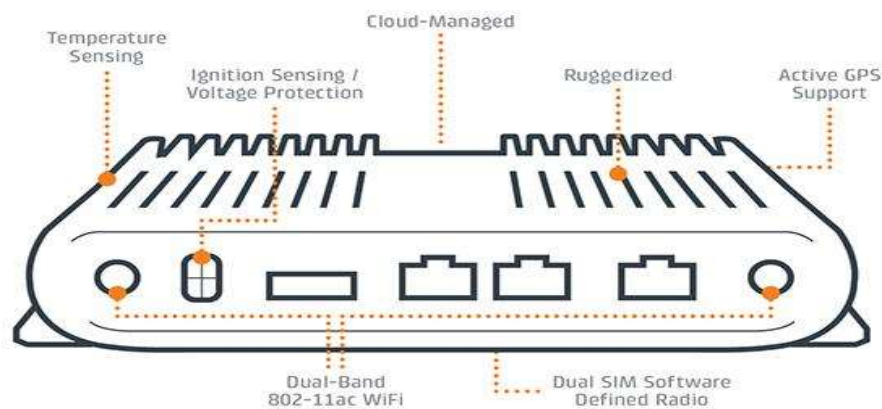 Cloud-Managed
Temperature
Sensing
Ignition Sensing /
Voltage Protection
Ruggedized
Active GPS
Support
Dual-Band
802-11ac WiFi
Dual SIM Software
Defined Radio